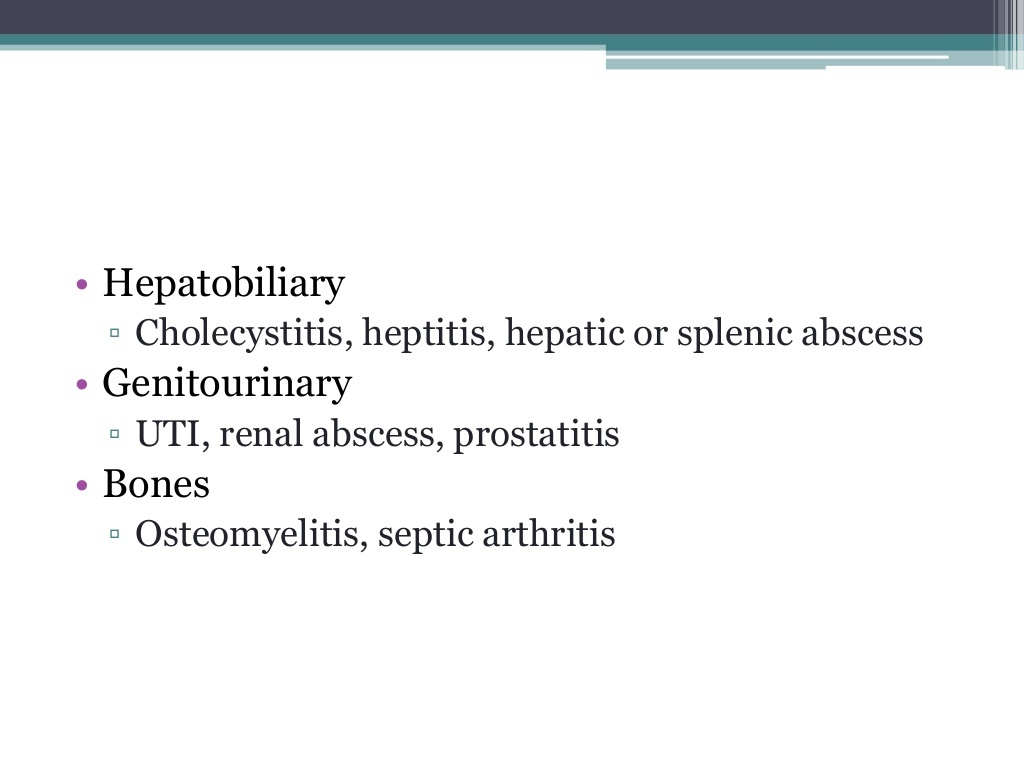 • Hepatobiliary
▫ Cholecystitis, heptitis, hepatic or splenic abscess
• Genitourinary
▫ UTI, renal abscess, prostatitis
• Bones
▫ Osteomyelitis, septic arthritis